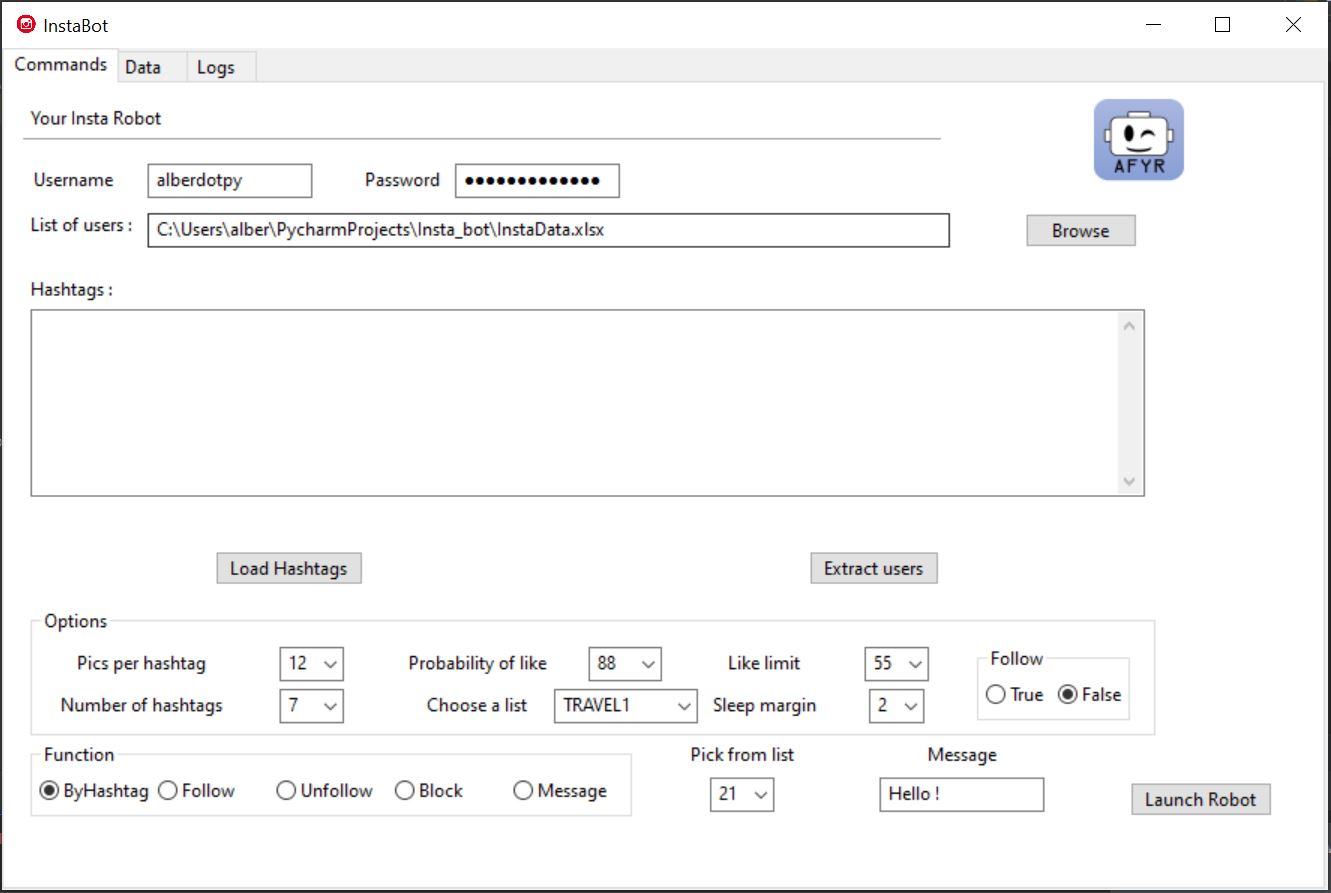 InstaBot
Commands Data Logs
Your Insta Robot
AFYR
Username alberdotpy Password •••••••••••••
List of users : C:\Users\alber\PycharmProjects\Insta_bot\InstaData.xlsx Browse
Hashtags :
Load Hashtags Extract users
Options
Pics per hashtag 12 Probability of like 88 Like limit 55 Follow
Number of hashtags 7 Choose a list TRAVEL1 Sleep margin 2 True False
Function Pick from list Message
ByHashtag Follow Unfollow Block Message 21 Hello ! Launch Robot